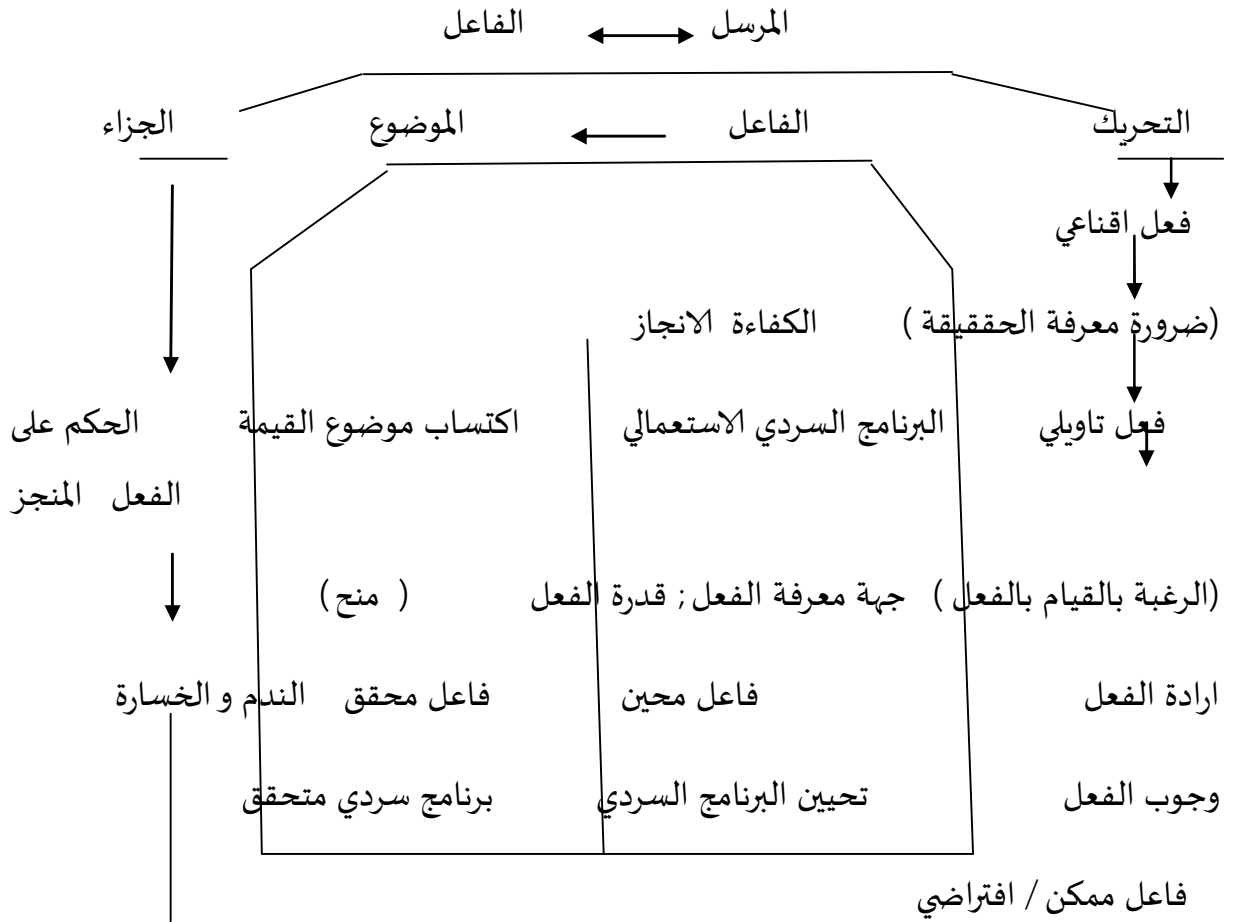 المرسل الفاعل
التحريك الفاعل الموضوع الجزاء
فعل اقناعي
(ضرورة معرفة الحققيقة ) الكفاءة الانجاز
فعل تاويلي البرنامج السردي الاستعمالي اكتساب موضوع القيمة الحكم على
الفعل المنجز
(الرغبة بالقيام بالفعل ) جهة معرفة الفعل ; قدرة الفعل ( منح )
ارادة الفعل فاعل محين فاعل محقق الندم و الخسارة
وجوب الفعل تحيين البرنامج السردي برنامج سردي متحقق
فاعل ممكن / افتراضي